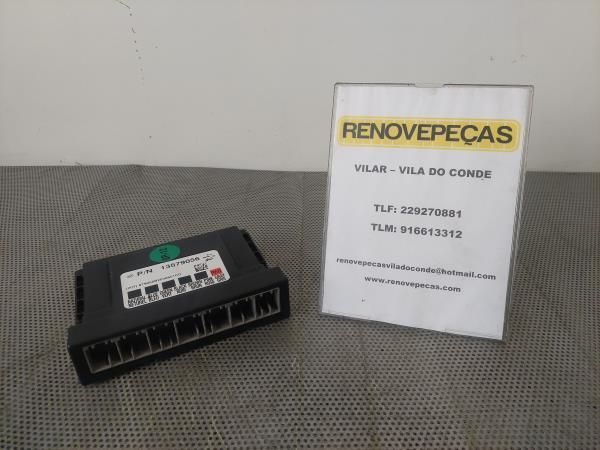 RENOVEPEÇAS
VILAR – VILA DO CONDE
TLF: 229270881
TLM: 916613312
renovepecasviladoconde@hotmail.com
www.renovepecas.com
P/N 13579056